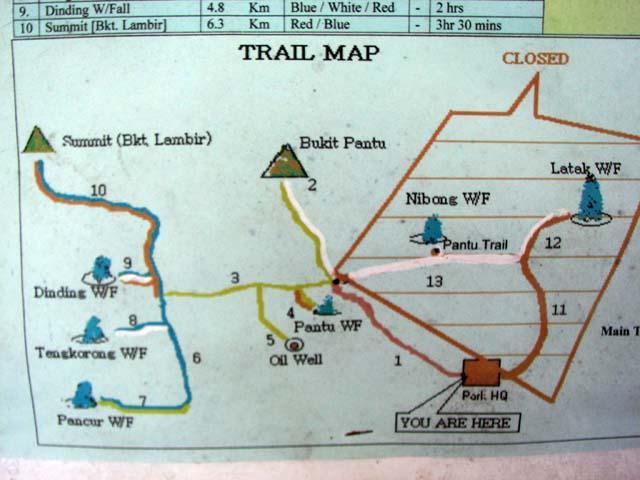 9. Dinding W/Fall 4.8 Km Blue / White / Red - 2 hrs
10 Summit [Bkt. Lambir] 6.3 Km Red / Blue - 3hr 30 mins
TRAIL MAP
CLOSED
Summit (Bkt. Lambir)
Bukit Pantu
Latak W/F
10
2
Nibong W/F
12
Pantu Trail
9
3
13
Dinding W/F
4
11
8
Pantu WF
Main T
Tengkorong W/F
6
5
Oil Well
1
7
Parl. HQ
Pancur W/F
YOU ARE HERE